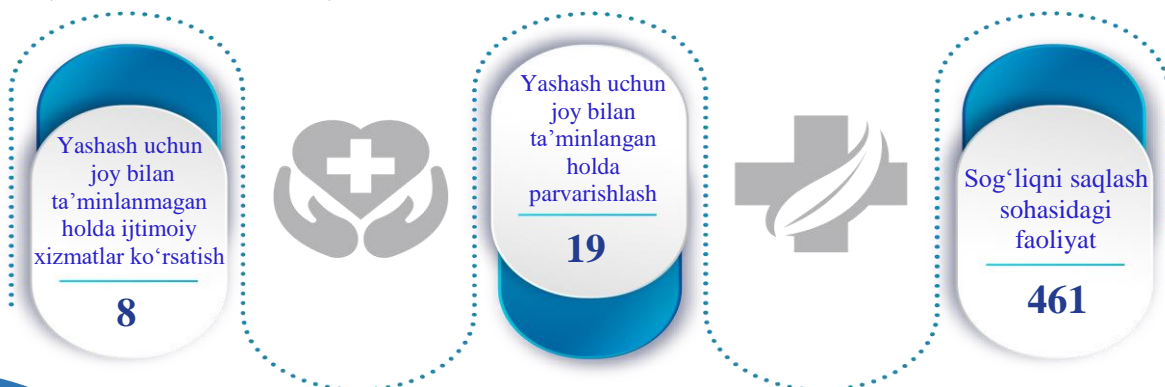 Yashash uchun
joy bilan
ta’minlanmagan
holda ijtimoiy
xizmatlar ko‘rsatish
8
Yashash uchun
joy bilan
ta’minlangan
holda
parvarishlash
19
Sog‘liqni saqlash
sohasidagi
faoliyat
461